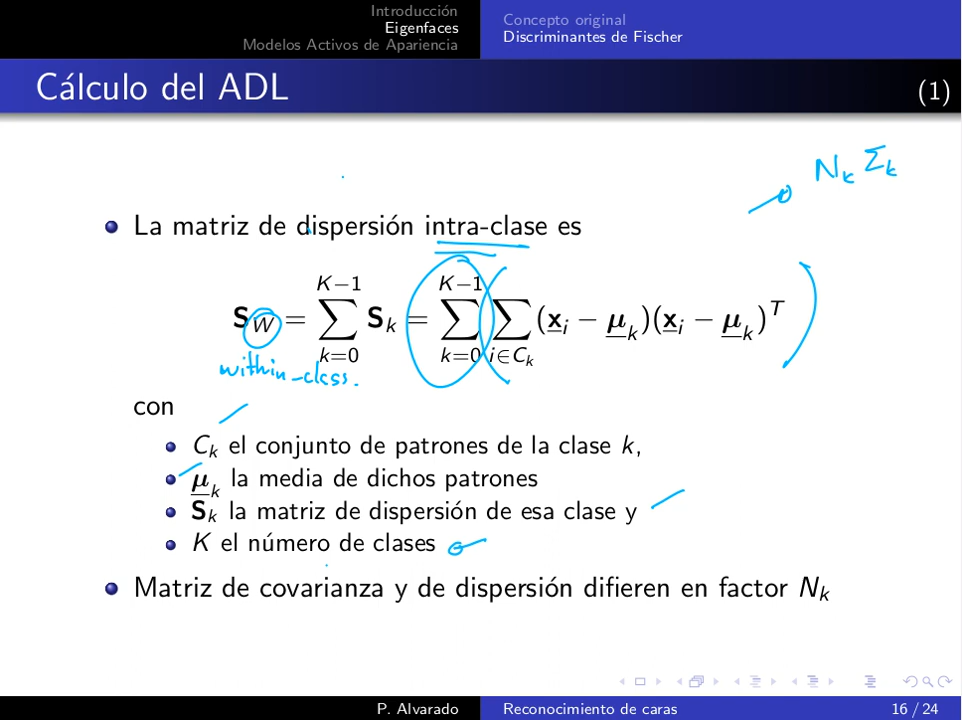 Introducción
Eigenfaces
Modelos Activos de Apariencia
Concepto original
Discriminantes de Fischer
Cálculo del ADL (1)
N_k Σ_k
La matriz de dispersión intra-clase es
S_W = ∑_{k=0}^{K−1} S_k = ∑_{k=0}^{K−1} ∑_{i∈C_k} (x_i − μ_k)(x_i − μ_k)^T
within-class.
con
C_k el conjunto de patrones de la clase k,
μ_k la media de dichos patrones
S_k la matriz de dispersión de esa clase y
K el número de clases
Matriz de covarianza y de dispersión difieren en factor N_k
P. Alvarado Reconocimiento de caras 16 / 24